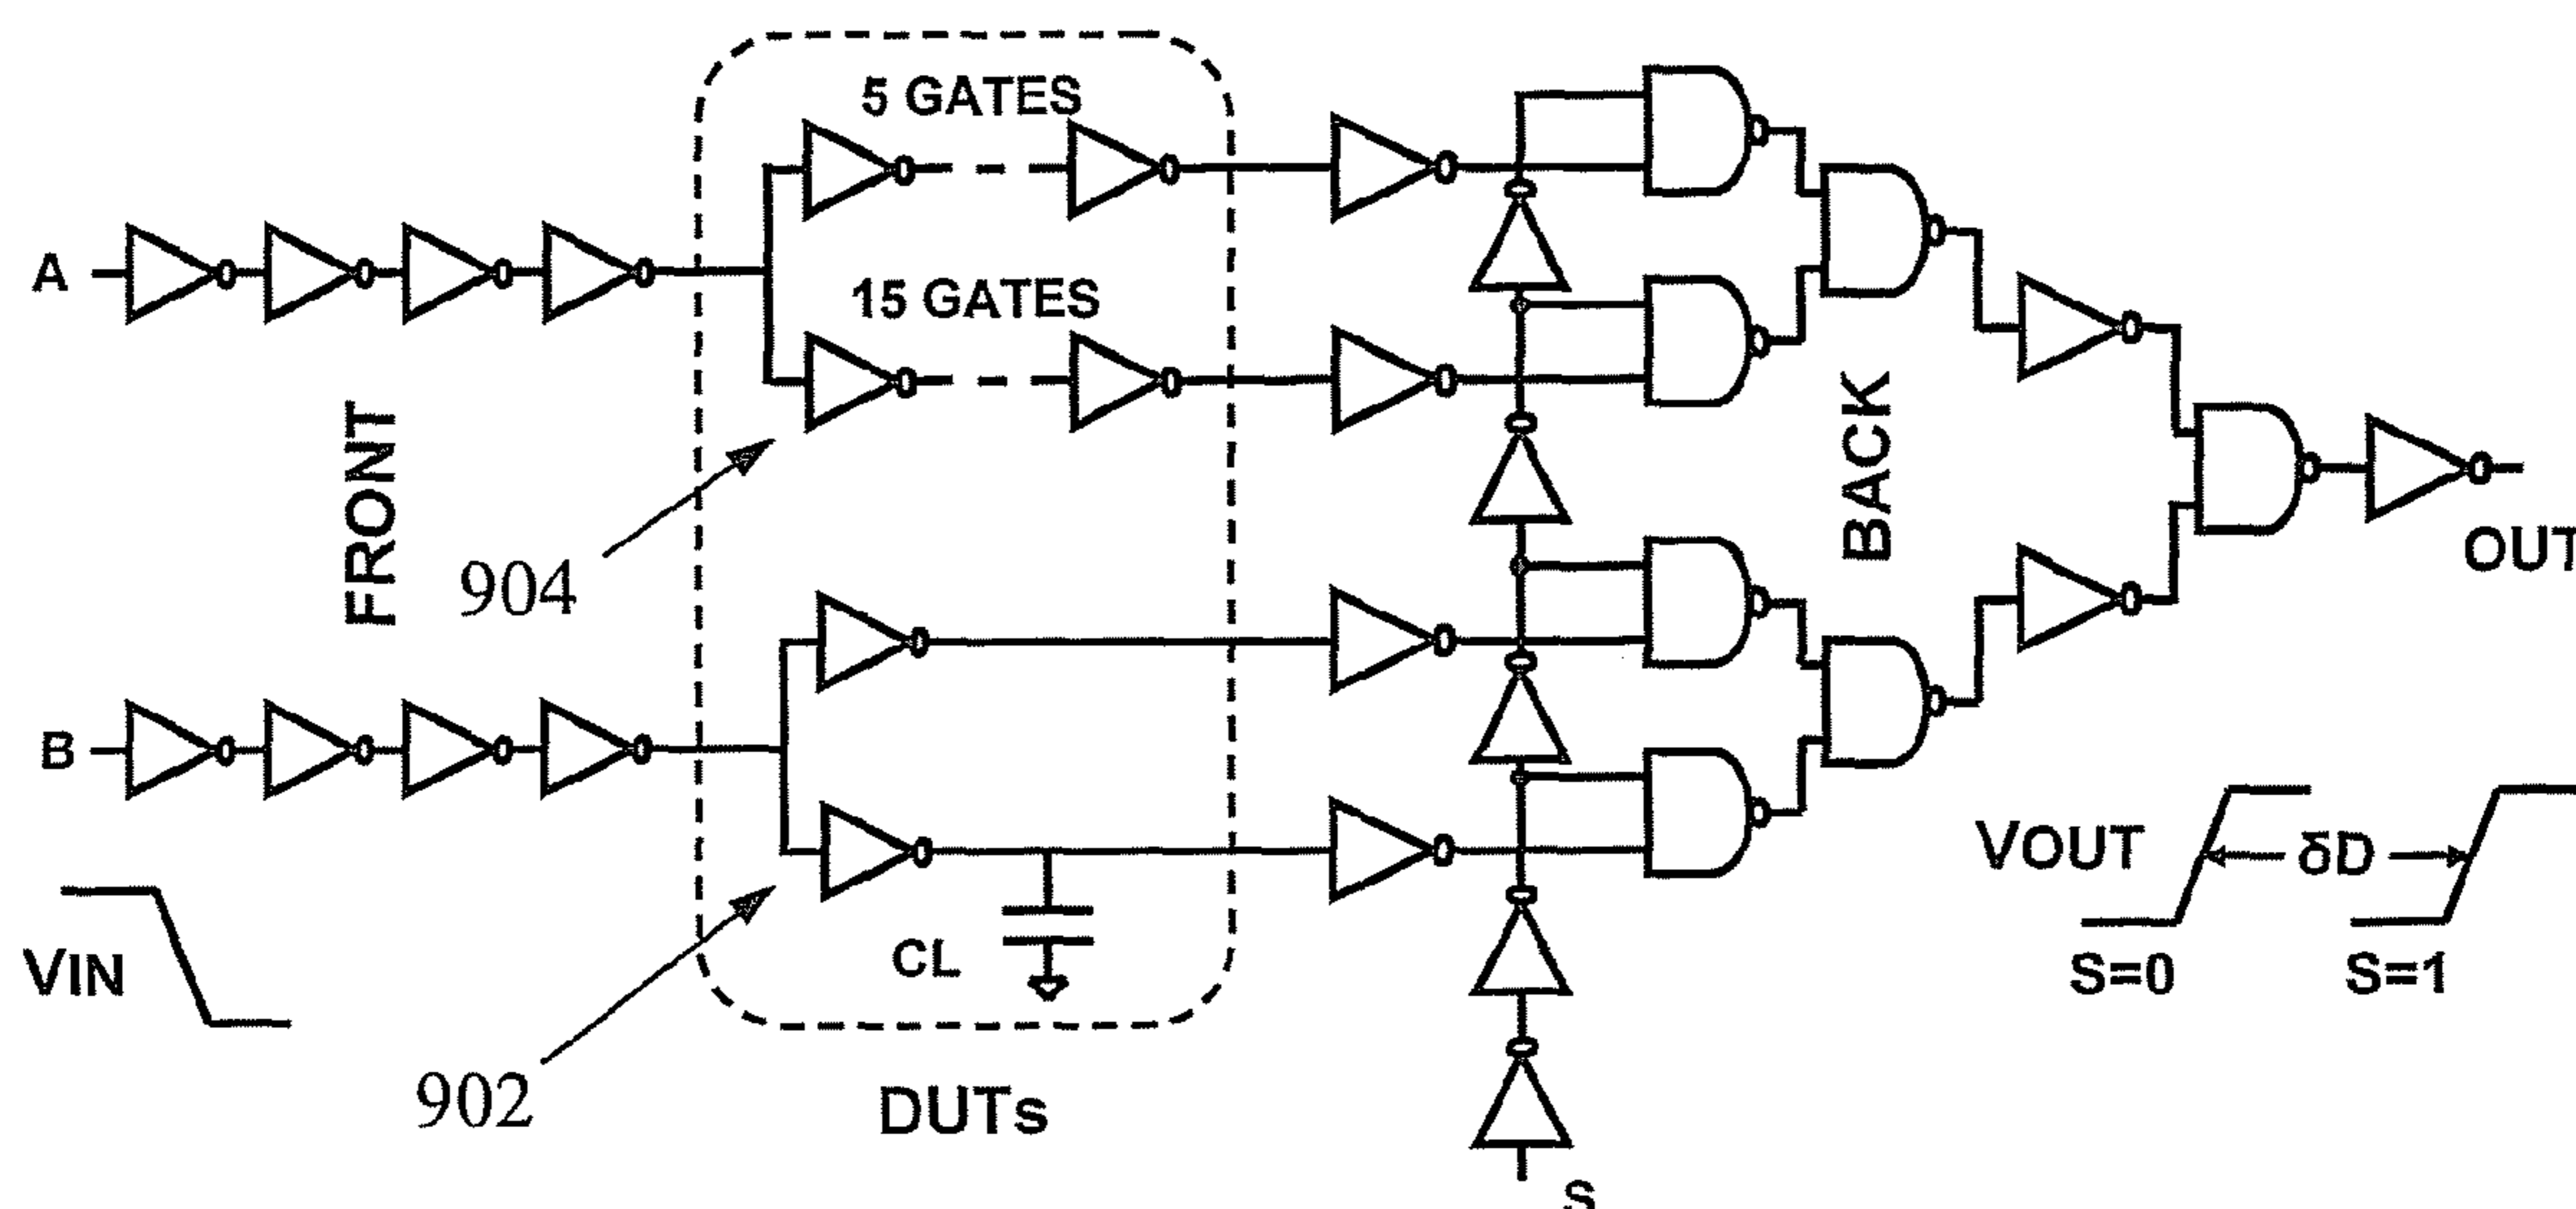 5 GATES
A
15 GATES
FRONT
BACK
904
OUT
B
VOUT
δD
CL
VIN
S=0
S=1
902
DUTs
S